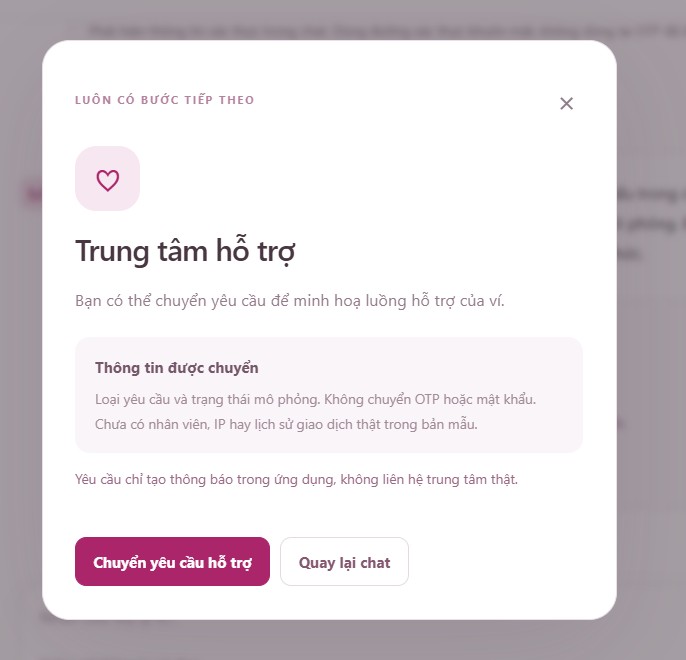 LUÔN CÓ BƯỚC TIẾP THEO
Trung tâm hỗ trợ
Bạn có thể chuyển yêu cầu để minh hoạ luồng hỗ trợ của ví.
Thông tin được chuyển
Loại yêu cầu và trạng thái mô phỏng. Không chuyển OTP hoặc mật khẩu.
Chưa có nhân viên, IP hay lịch sử giao dịch thật trong bản mẫu.
Yêu cầu chỉ tạo thông báo trong ứng dụng, không liên hệ trung tâm thật.
Chuyển yêu cầu hỗ trợ
Quay lại chat